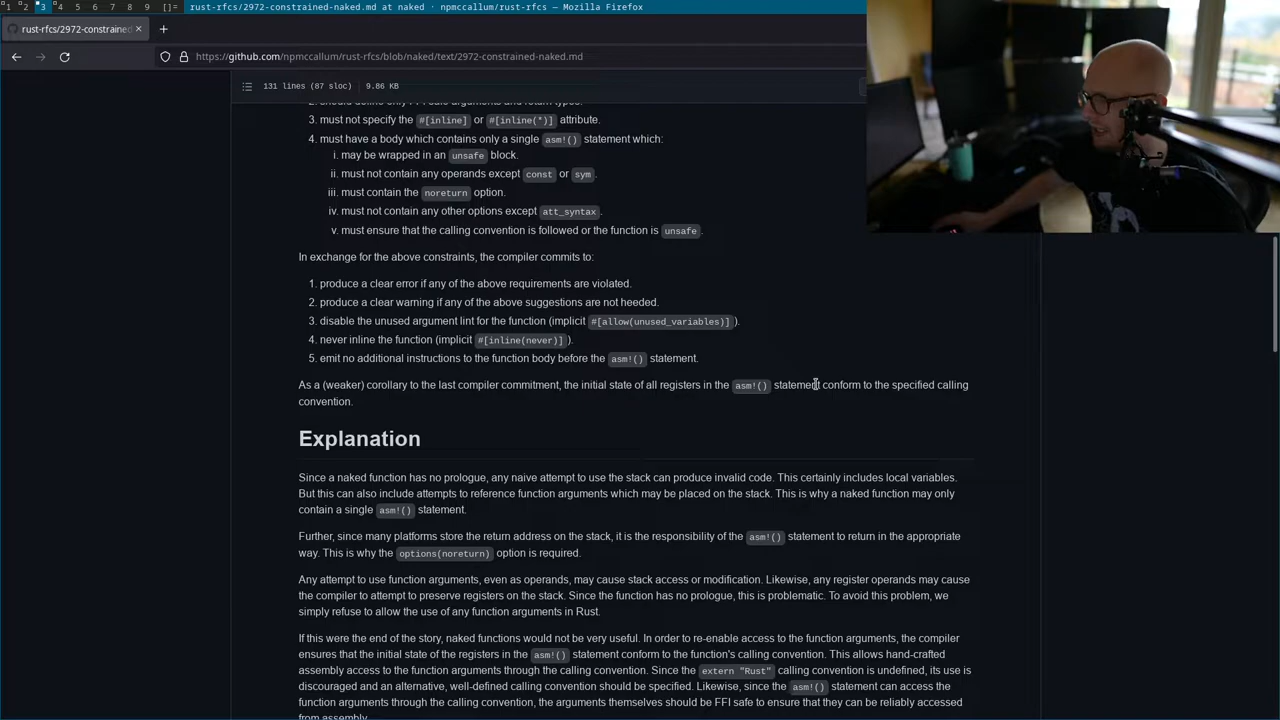 1 2 3 4 5 6 7 8 9 []= rust-rfcs/2972-constrained-naked.md at naked · npmccallum/rust-rfcs — Mozilla Firefox
rust-rfcs/2972-constrained
https://github.com/npmccallum/rust-rfcs/blob/naked/text/2972-constrained-naked.md
131 lines (87 sloc) 9.86 KB
3. must not specify the #[inline] or #[inline(*)] attribute.
4. must have a body which contains only a single asm!() statement which:
i. may be wrapped in an unsafe block.
ii. must not contain any operands except const or sym.
iii. must contain the noreturn option.
iv. must not contain any other options except att_syntax.
v. must ensure that the calling convention is followed or the function is unsafe.
In exchange for the above constraints, the compiler commits to:
1. produce a clear error if any of the above requirements are violated.
2. produce a clear warning if any of the above suggestions are not heeded.
3. disable the unused argument lint for the function (implicit #[allow(unused_variables)]).
4. never inline the function (implicit #[inline(never)]).
5. emit no additional instructions to the function body before the asm!() statement.
As a (weaker) corollary to the last compiler commitment, the initial state of all registers in the asm!() statement conform to the specified calling
convention.
Explanation
Since a naked function has no prologue, any naive attempt to use the stack can produce invalid code. This certainly includes local variables.
But this can also include attempts to reference function arguments which may be placed on the stack. This is why a naked function may only
contain a single asm!() statement.
Further, since many platforms store the return address on the stack, it is the responsibility of the asm!() statement to return in the appropriate
way. This is why the options(noreturn) option is required.
Any attempt to use function arguments, even as operands, may cause stack access or modification. Likewise, any register operands may cause
the compiler to attempt to preserve registers on the stack. Since the function has no prologue, this is problematic. To avoid this problem, we
simply refuse to allow the use of any function arguments in Rust.
If this were the end of the story, naked functions would not be very useful. In order to re-enable access to the function arguments, the compiler
ensures that the initial state of the registers in the asm!() statement conform to the function's calling convention. This allows hand-crafted
assembly access to the function arguments through the calling convention. Since the extern "Rust" calling convention is undefined, its use is
discouraged and an alternative, well-defined calling convention should be specified. Likewise, since the asm!() statement can access the
function arguments through the calling convention, the arguments themselves should be FFI safe to ensure that they can be reliably accessed
from assembly.